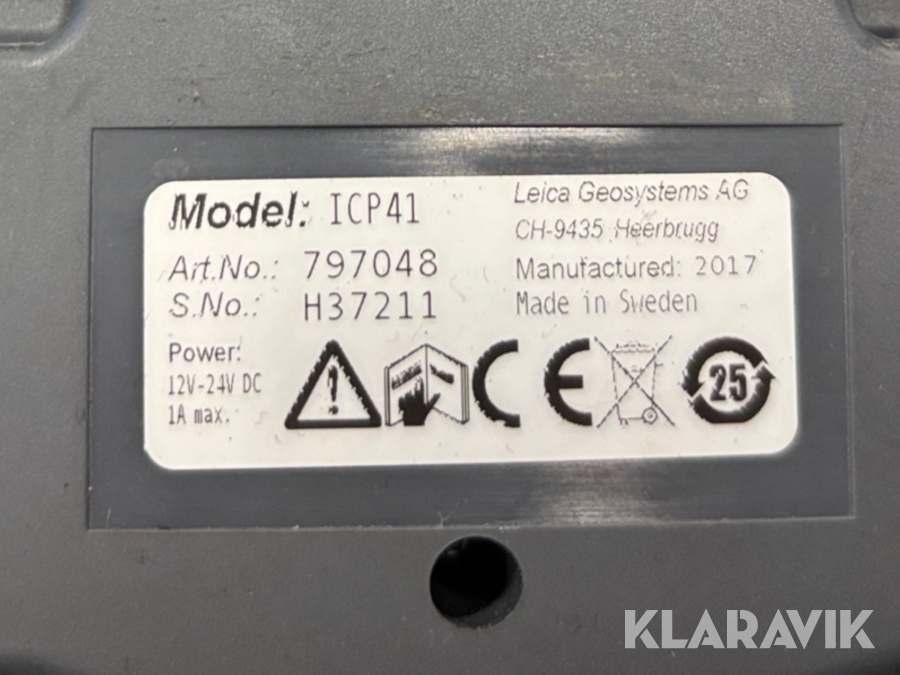 Model: ICP41
Art.No.: 797048
S.No.: H37211
Power:
12V-24V DC
1A max.
Leica Geosystems AG
CH-9435 Heerbrugg
Manufactured: 2017
Made in Sweden
CE
25
KLARAVIK